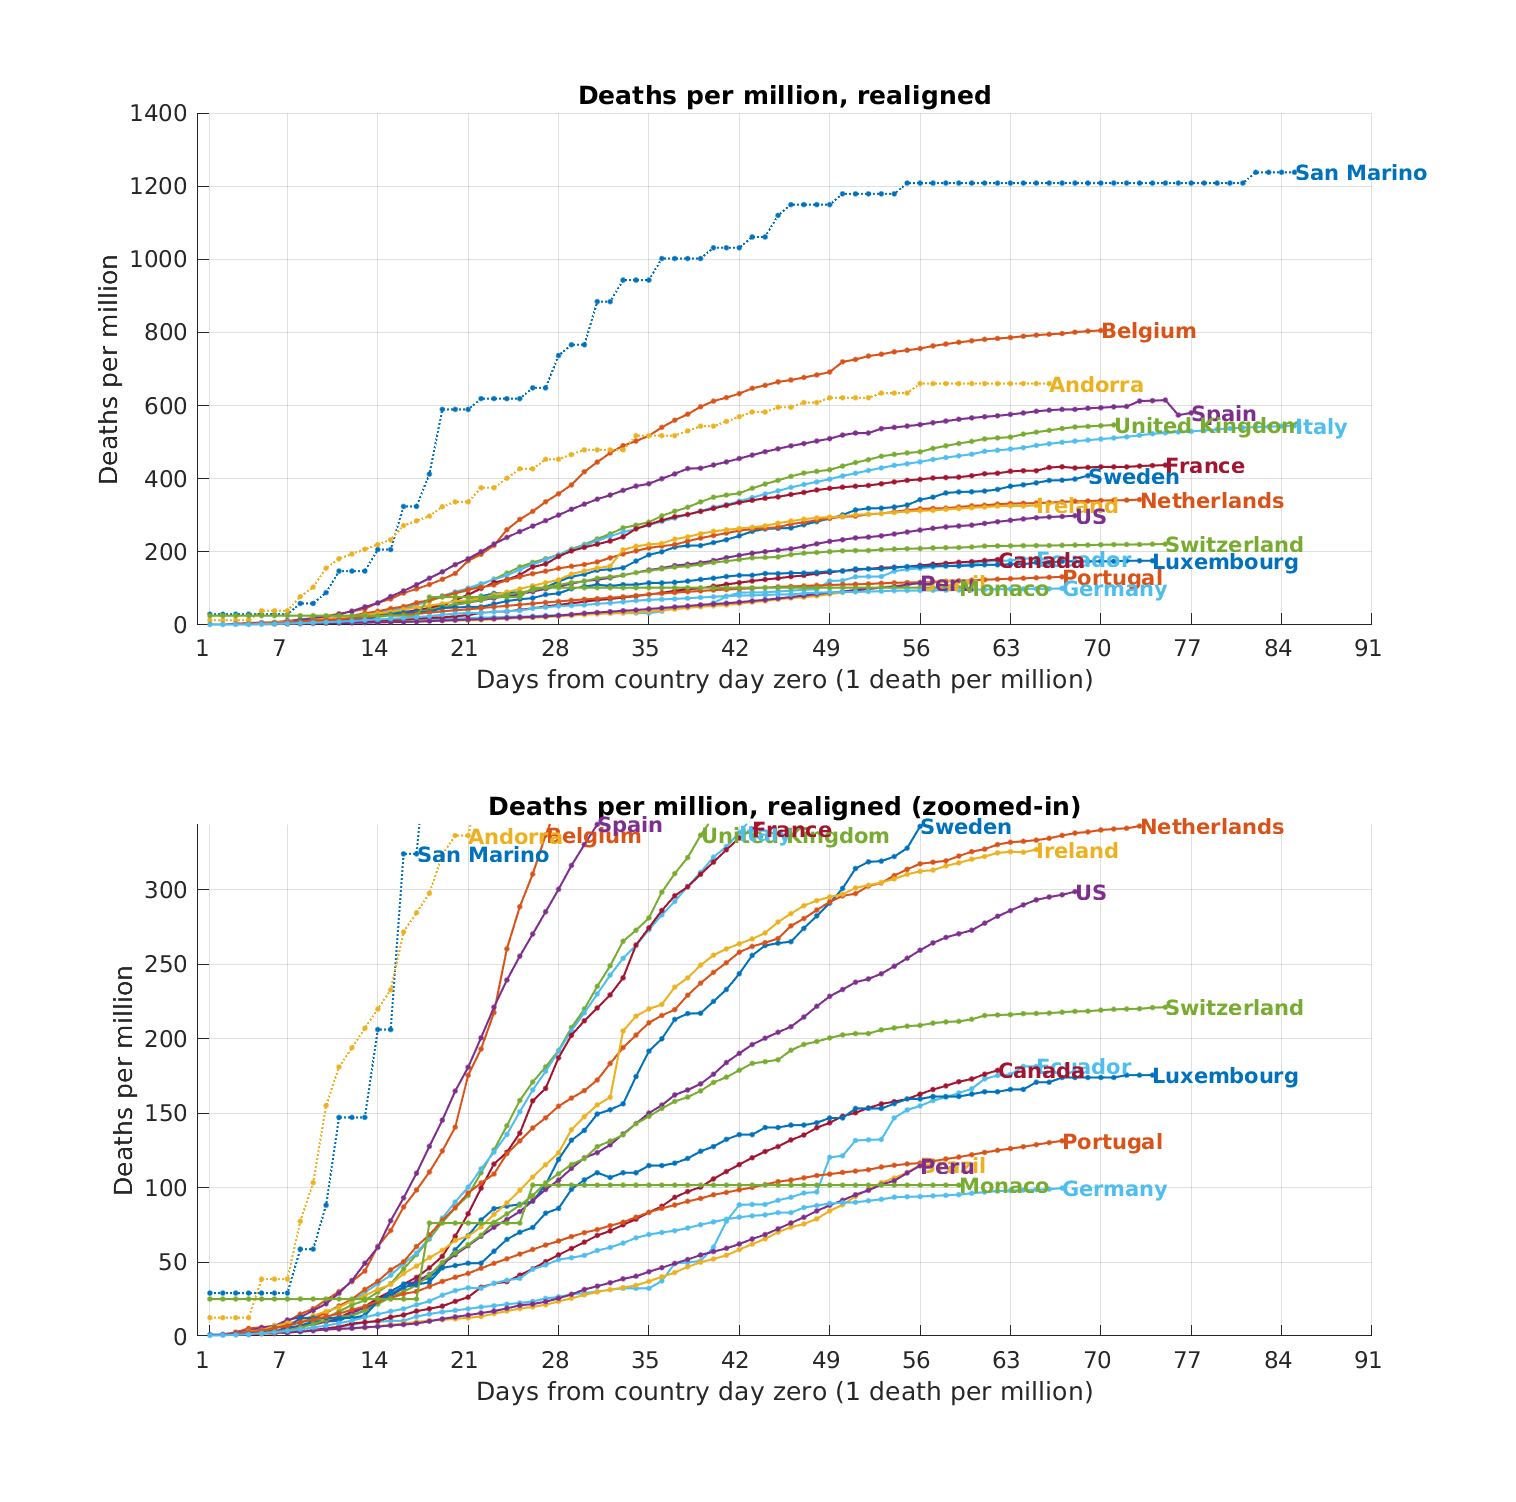 Deaths per million, realigned
1400
1200
1000
800
600
400
200
0
Deaths per million
San Marino
Belgium
Andorra
Spain
United Kingdom
Italy
France
Sweden
Netherlands
Ireland
US
Switzerland
Ecuador
Canada
Luxembourg
Portugal
Peru
Brazil
Monaco
Germany
1 7 14 21 28 35 42 49 56 63 70 77 84 91
Days from country day zero (1 death per million)
Deaths per million, realigned (zoomed-in)
300
250
200
150
100
50
0
Deaths per million
Andorra
Belgium
Spain
San Marino
United Kingdom
Italy
France
Sweden
Netherlands
Ireland
US
Switzerland
Ecuador
Canada
Luxembourg
Portugal
Brazil
Peru
Monaco
Germany
1 7 14 21 28 35 42 49 56 63 70 77 84 91
Days from country day zero (1 death per million)